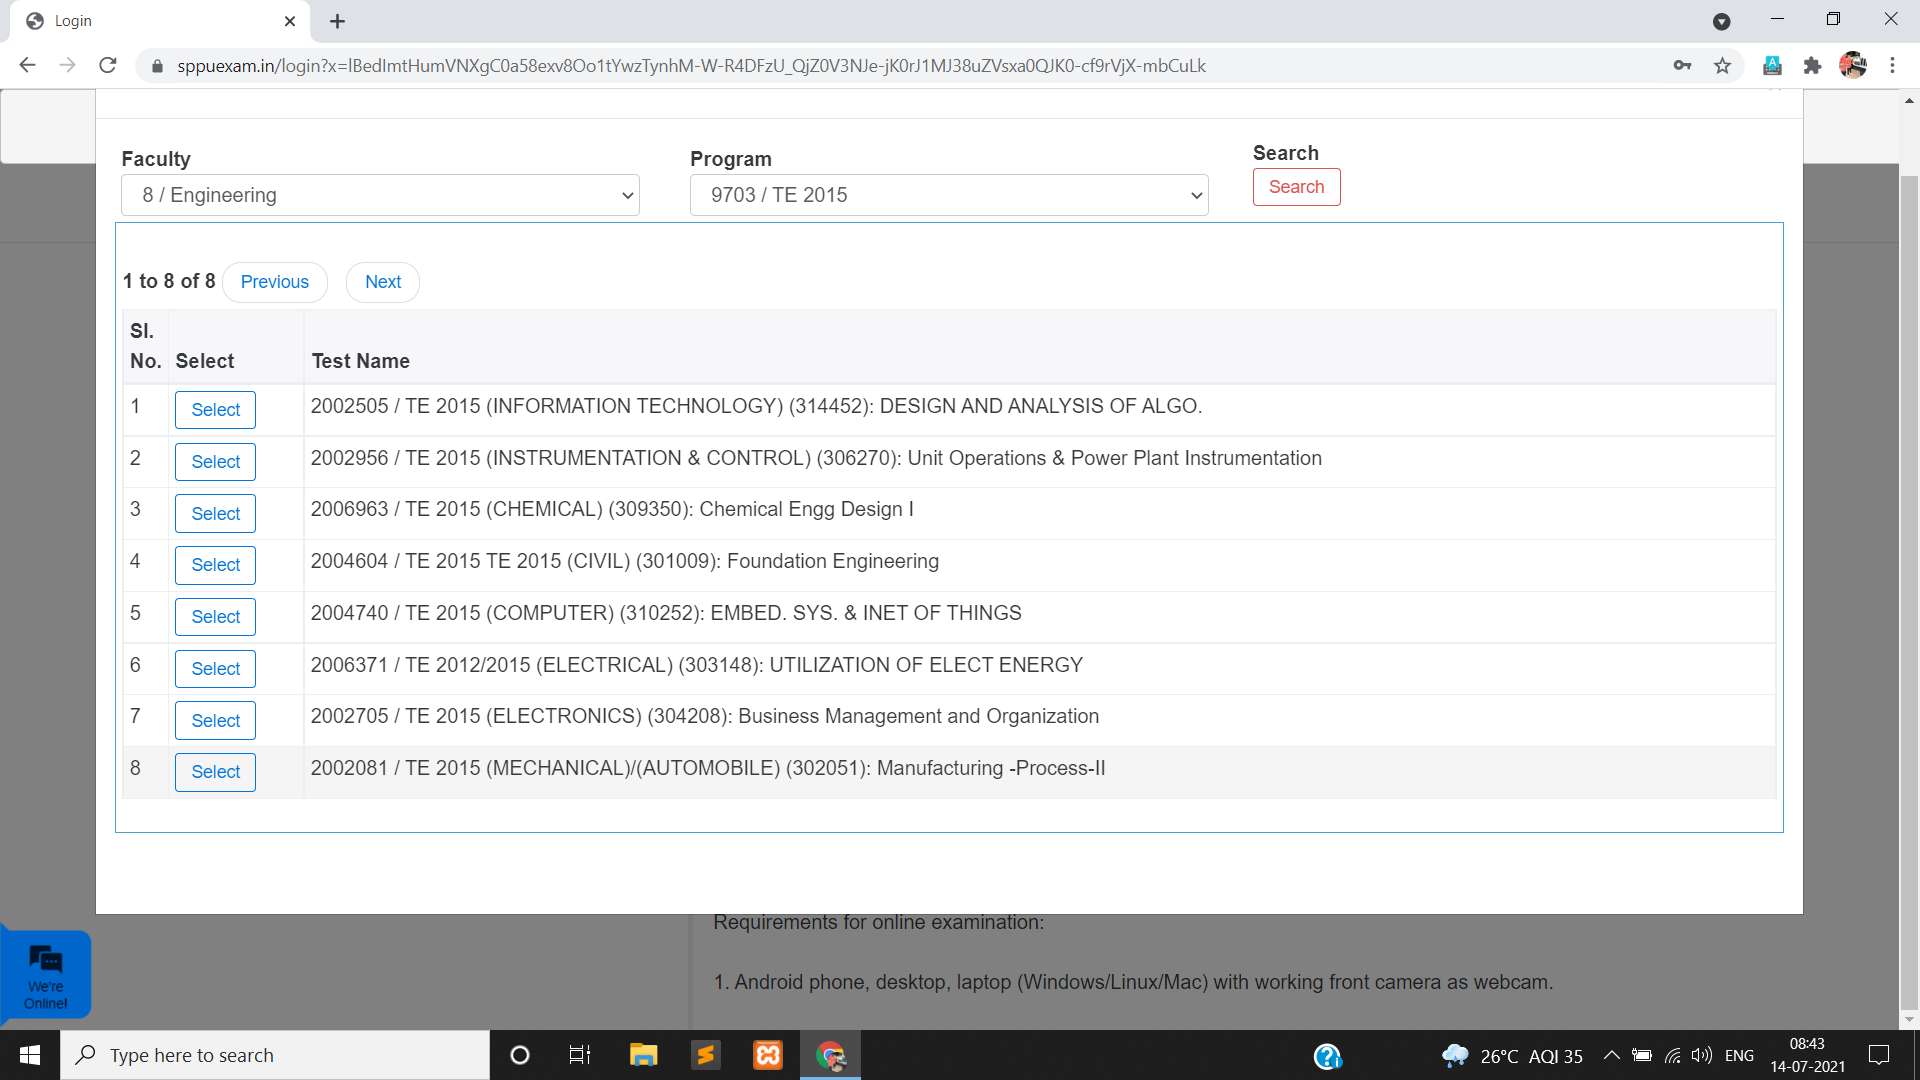 Login
sppuexam.in/login?x=lBedImtHumVNXgC0a58exv8Oo1tYwzTynhM-W-R4DFzU_QjZ0V3NJe-jK0rJ1MJ38uZVsxa0QJK0-cf9rVjX-mbCuLk
Faculty
Program
Search
8 / Engineering
9703 / TE 2015
Search
1 to 8 of 8 Previous Next
Sl. No. Select Test Name
1 Select 2002505 / TE 2015 (INFORMATION TECHNOLOGY) (314452): DESIGN AND ANALYSIS OF ALGO.
2 Select 2002956 / TE 2015 (INSTRUMENTATION & CONTROL) (306270): Unit Operations & Power Plant Instrumentation
3 Select 2006963 / TE 2015 (CHEMICAL) (309350): Chemical Engg Design I
4 Select 2004604 / TE 2015 TE 2015 (CIVIL) (301009): Foundation Engineering
5 Select 2004740 / TE 2015 (COMPUTER) (310252): EMBED. SYS. & INET OF THINGS
6 Select 2006371 / TE 2012/2015 (ELECTRICAL) (303148): UTILIZATION OF ELECT ENERGY
7 Select 2002705 / TE 2015 (ELECTRONICS) (304208): Business Management and Organization
8 Select 2002081 / TE 2015 (MECHANICAL)/(AUTOMOBILE) (302051): Manufacturing -Process-II
Requirements for online examination:
1. Android phone, desktop, laptop (Windows/Linux/Mac) with working front camera as webcam.
We're
Online!
Type here to search
26°C AQI 35
ENG
08:43
14-07-2021